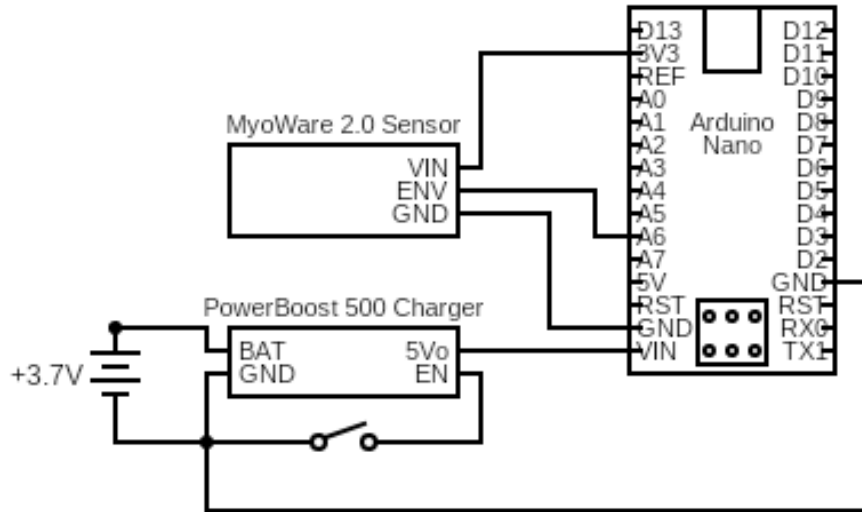 MyoWare 2.0 Sensor
VIN
ENV
GND
PowerBoost 500 Charger
BAT
GND
5Vo
EN
+3.7V
Arduino
Nano
D13
3V3
REF
A0
A1
A2
A3
A4
A5
A6
A7
5V
RST
GND
VIN
D12
D11
D10
D9
D8
D7
D6
D5
D4
D3
D2
GND
RST
RX0
TX1